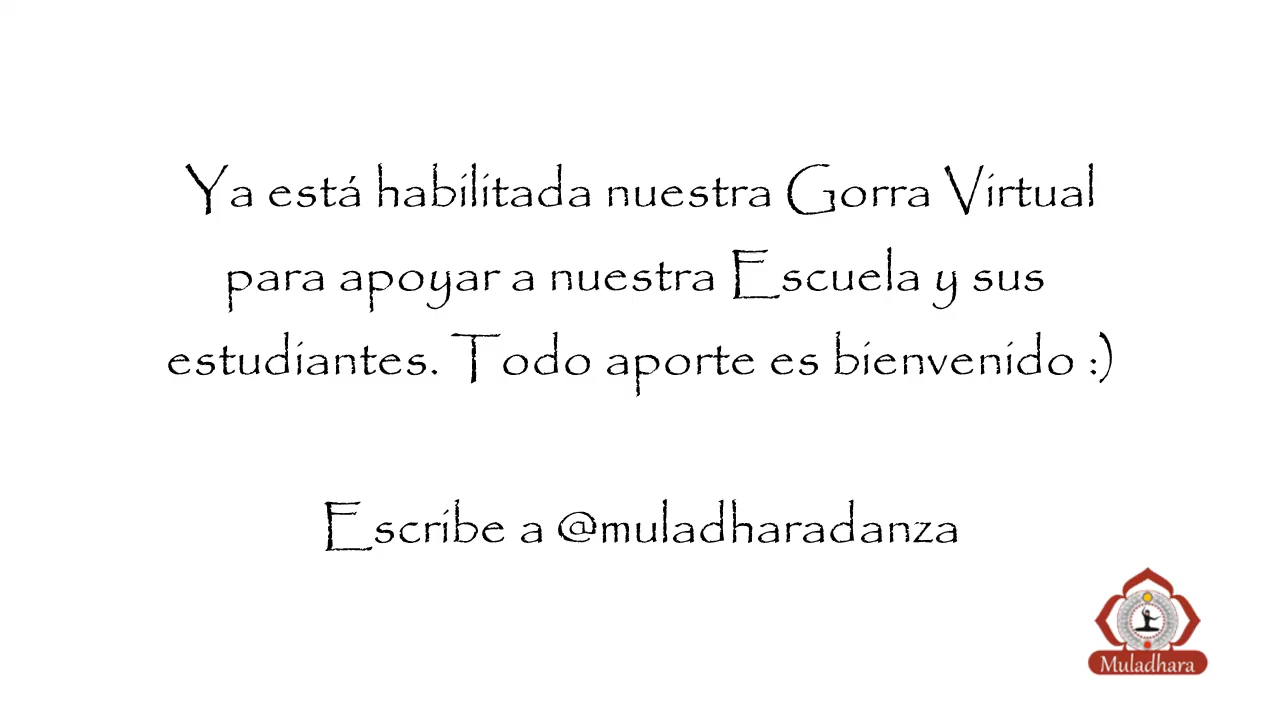 Ya está habilitada nuestra Gorra Virtual
para apoyar a nuestra Escuela y sus
estudiantes. Todo aporte es bienvenido :)
Escribe a @muladharadanza
Muladhara